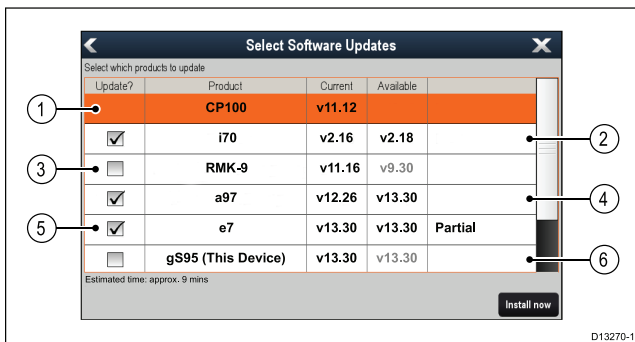 Select Software Updates
Select which products to update
Update? Product Current Available
1 CP100 v11.12
i70 v2.16 v2.18 2
3 RMK-9 v11.16 v9.30
a97 v12.26 v13.30 4
5 e7 v13.30 v13.30 Partial
gS95 (This Device) v13.30 v13.30 6
Estimated time: approx. 9 mins
Install now
D13270-1